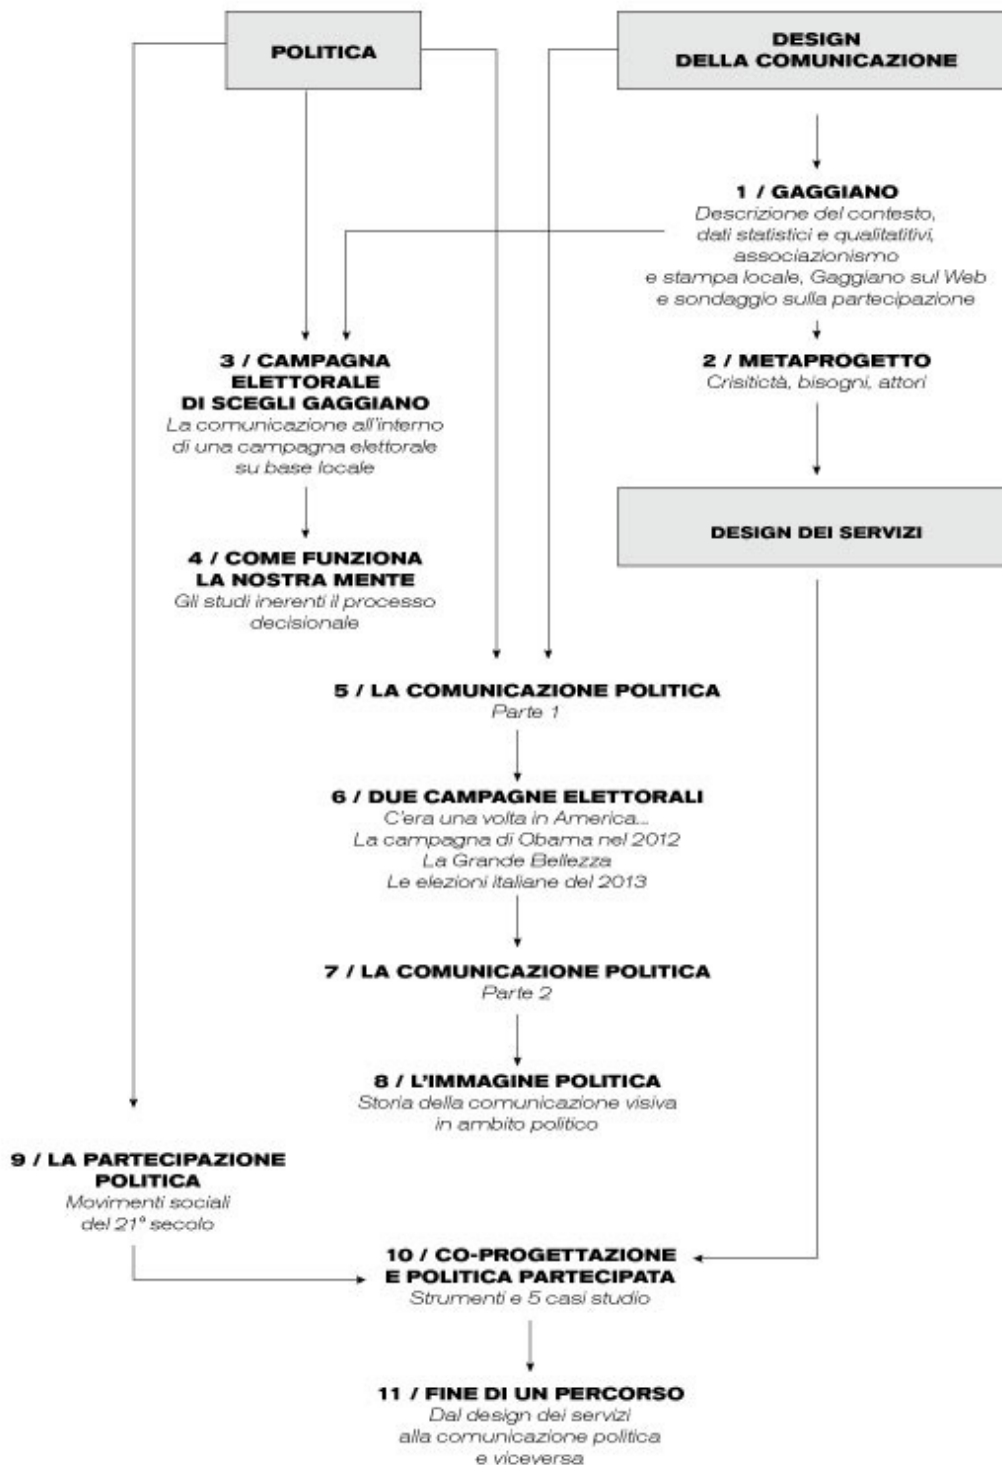 POLITICA
DESIGN
DELLA COMUNICAZIONE
1 / GAGGIANO
Descrizione del contesto,
dati statistici e qualtitativi,
associazionismo
e stampa locale, Gaggiano sul Web
e sondaggio sulla partecipazione
3 / CAMPAGNA
ELETTORALE
DI SCEGLI GAGGIANO
La comunicazione all'interno
di una campagna elettorale
su base locale
2 / METAPROGETTO
Crisitictà, bisogni, attori
DESIGN DEI SERVIZI
4 / COME FUNZIONA
LA NOSTRA MENTE
Gli studi inerenti il processo
decisionale
5 / LA COMUNICAZIONE POLITICA
Parte 1
6 / DUE CAMPAGNE ELETTORALI
C'era una volta in America...
La campagna di Obama nel 2012
La Grande Bellezza
Le elezioni italiane del 2013
7 / LA COMUNICAZIONE POLITICA
Parte 2
8 / L'IMMAGINE POLITICA
Storia della comunicazione visiva
in ambito politico
9 / LA PARTECIPAZIONE
POLITICA
Movimenti sociali
del 21° secolo
10 / CO-PROGETTAZIONE
E POLITICA PARTECIPATA
Strumenti e 5 casi studio
11 / FINE DI UN PERCORSO
Dal design dei servizi
alla comunicazione politica
e viceversa